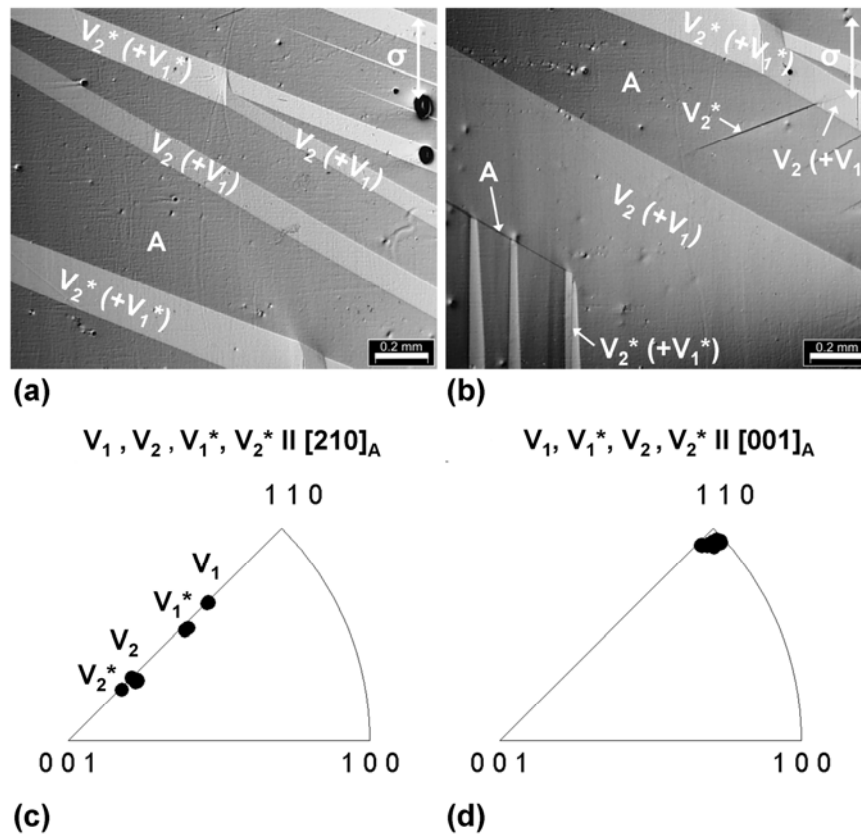 V₂* (+V₁*)
σ
V₂ (+V₁)
V₂ (+V₁)
A
V₂* (+V₁*)
0.2 mm
(a)
V₂* (+V₁*)
σ
A
V₂*
V₂ (+V₁
A
V₂ (+V₁)
V₂* (+V₁*)
0.2 mm
(b)
V₁ , V₂ , V₁*, V₂* II [210]A
1 1 0
V₁
V₁*
V₂
V₂*
0 0 1
1 0 0
(c)
V₁, V₁*, V₂, V₂* II [001]A
1 1 0
0 0 1
1 0 0
(d)